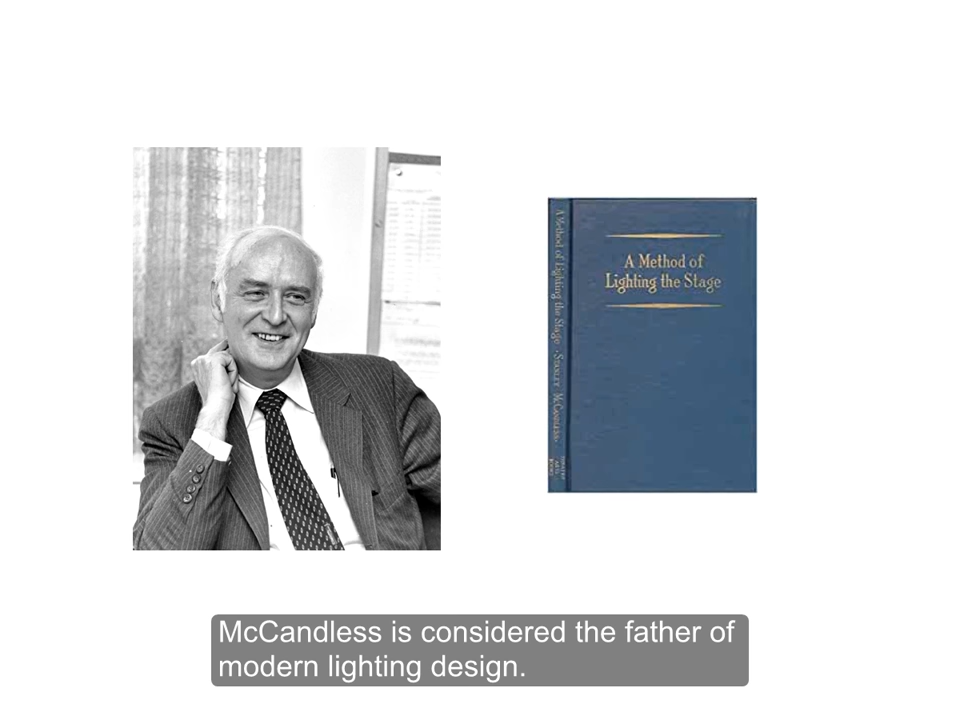 A Method of
Lighting the Stage
A Method of Lighting the Stage · Stanley McCandless
McCandless is considered the father of
modern lighting design.